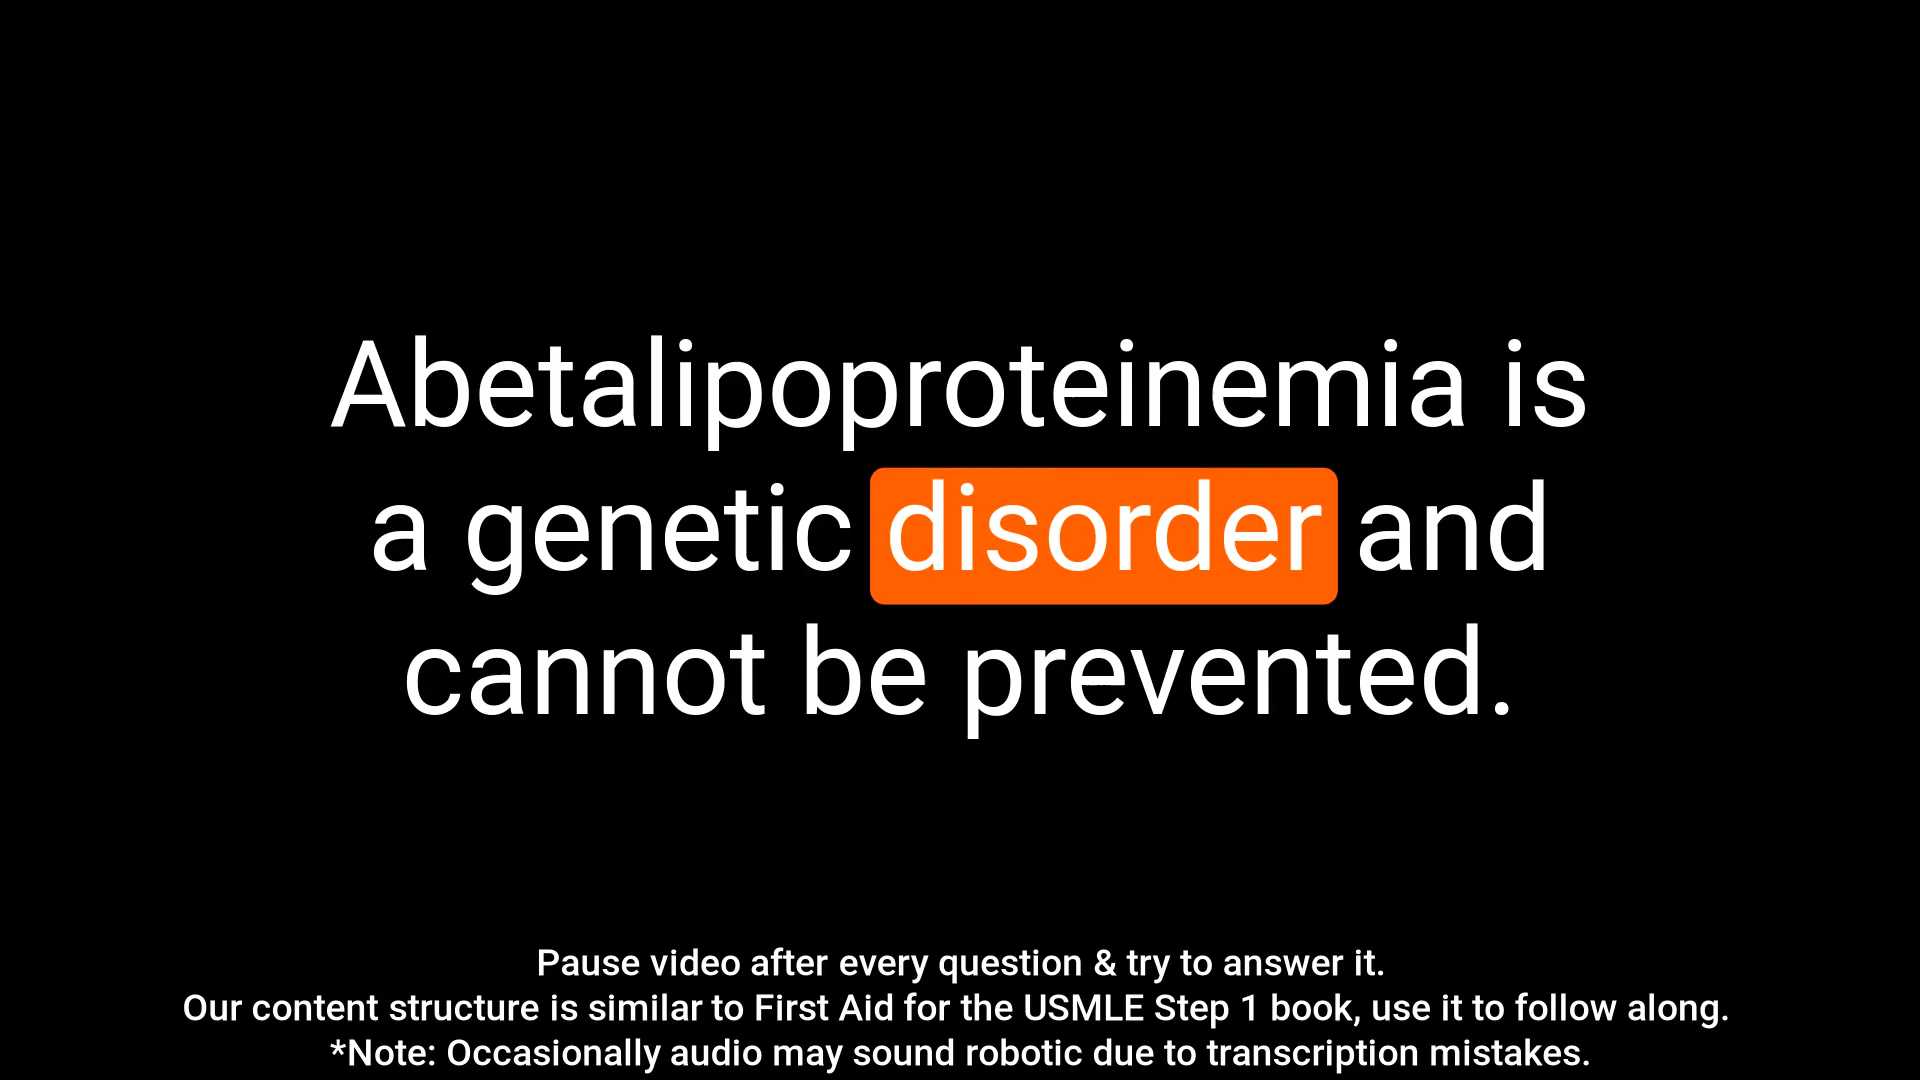 Abetalipoproteinemia is
a genetic disorder and
cannot be prevented.
Pause video after every question & try to answer it.
Our content structure is similar to First Aid for the USMLE Step 1 book, use it to follow along.
*Note: Occasionally audio may sound robotic due to transcription mistakes.